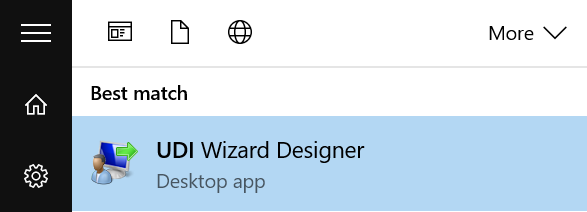 More
Best match
UDI Wizard Designer
Desktop app